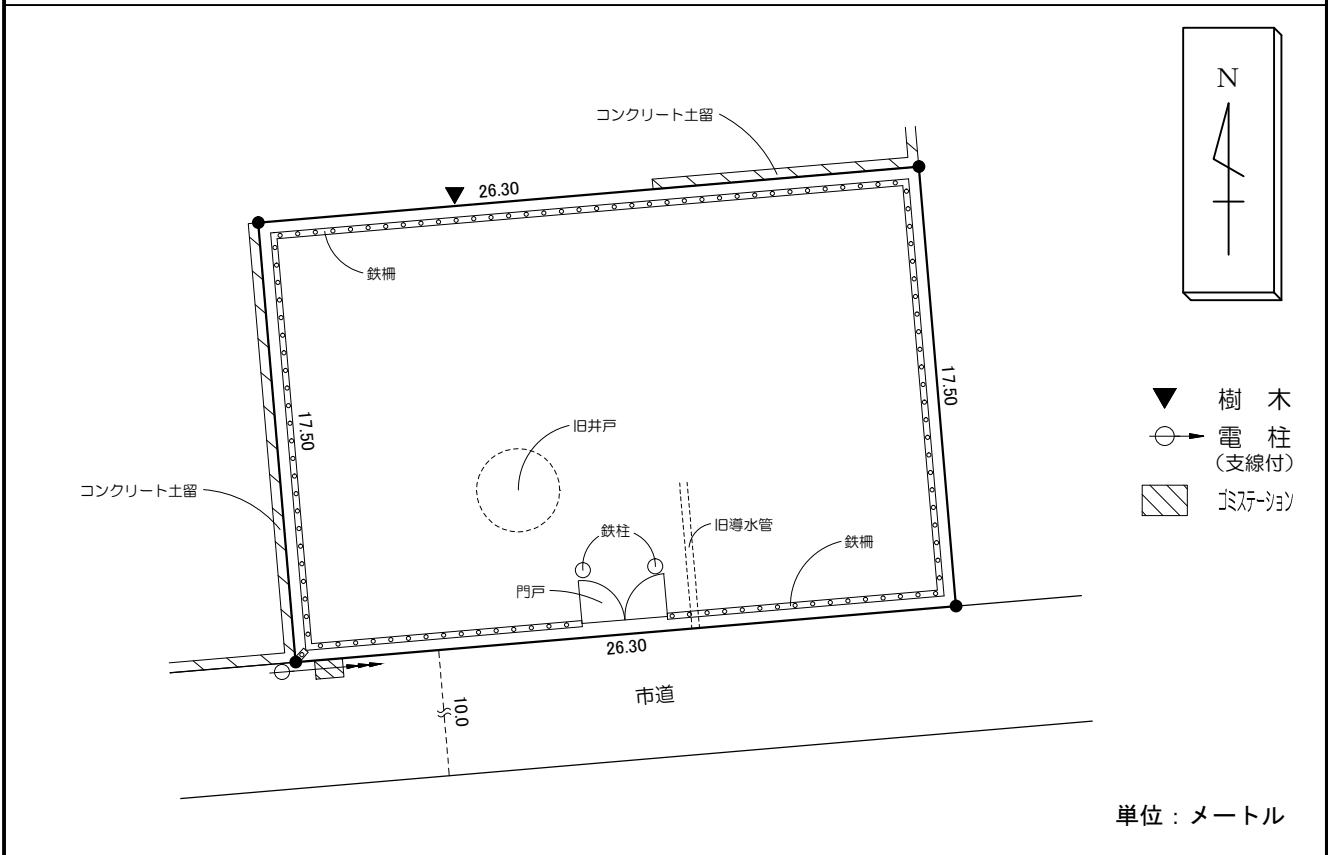 N
コンクリート土留
26.30
鉄柵
17.50
17.50
樹 木
電 柱
(支線付)
ゴミステーション
旧井戸
コンクリート土留
鉄柱
旧導水管
鉄柵
門戸
26.30
市道
10.0
単位：メートル